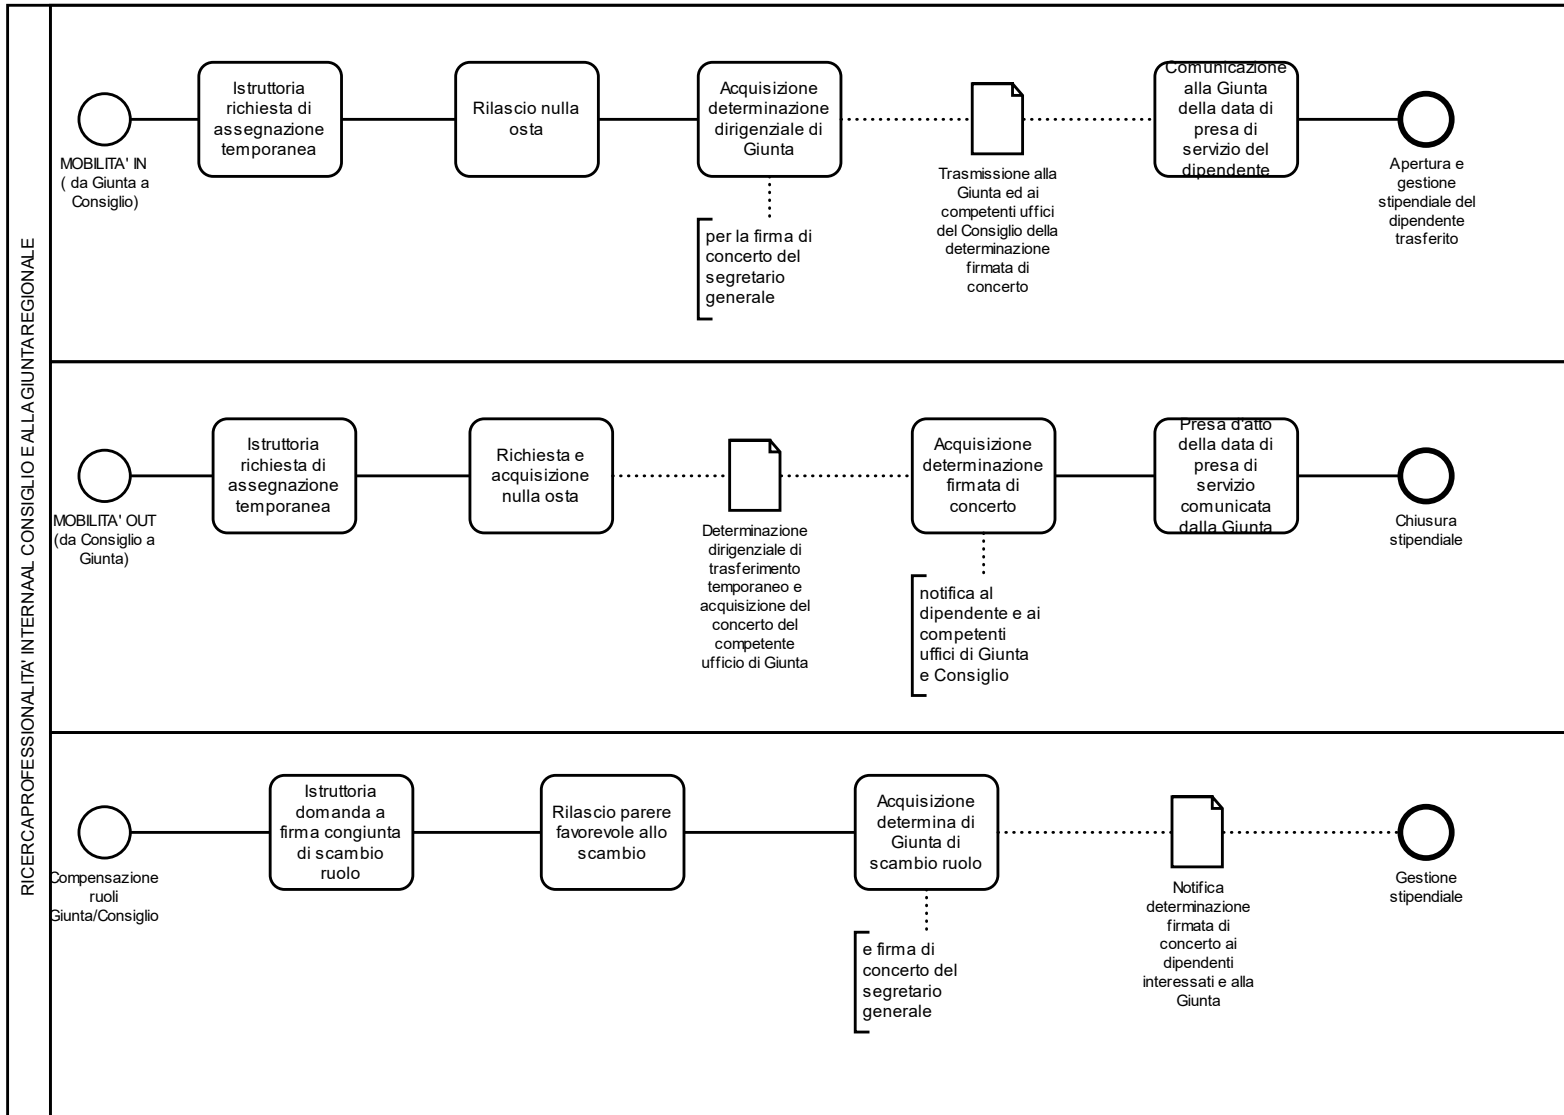 RICERCAPROFESSIONALITA' INTERNAAL CONSIGLIO E ALLAGIUNTAREGIONALE
MOBILITA' IN
( da Giunta a
Consiglio)
Istruttoria
richiesta di
assegnazione
temporanea
Rilascio nulla
osta
Acquisizione
determinazione
dirigenziale di
Giunta
per la firma di
concerto del
segretario
generale
Trasmissione alla
Giunta ed ai
competenti uffici
del Consiglio della
determinazione
firmata di
concerto
Comunicazione
alla Giunta
della data di
presa di
servizio del
dipendente
Apertura e
gestione
stipendiale del
dipendente
trasferito
MOBILITA' OUT
(da Consiglio a
Giunta)
Istruttoria
richiesta di
assegnazione
temporanea
Richiesta e
acquisizione
nulla osta
Determinazione
dirigenziale di
trasferimento
temporaneo e
acquisizione del
concerto del
competente
ufficio di Giunta
Acquisizione
determinazione
firmata di
concerto
notifica al
dipendente e ai
competenti
uffici di Giunta
e Consiglio
Presa d'atto
della data di
presa di
servizio
comunicata
dalla Giunta
Chiusura
stipendiale
Compensazione
ruoli
Giunta/Consiglio
Istruttoria
domanda a
firma congiunta
di scambio
ruolo
Rilascio parere
favorevole allo
scambio
Acquisizione
determina di
Giunta di
scambio ruolo
e firma di
concerto del
segretario
generale
Notifica
determinazione
firmata di
concerto ai
dipendenti
interessati e alla
Giunta
Gestione
stipendiale